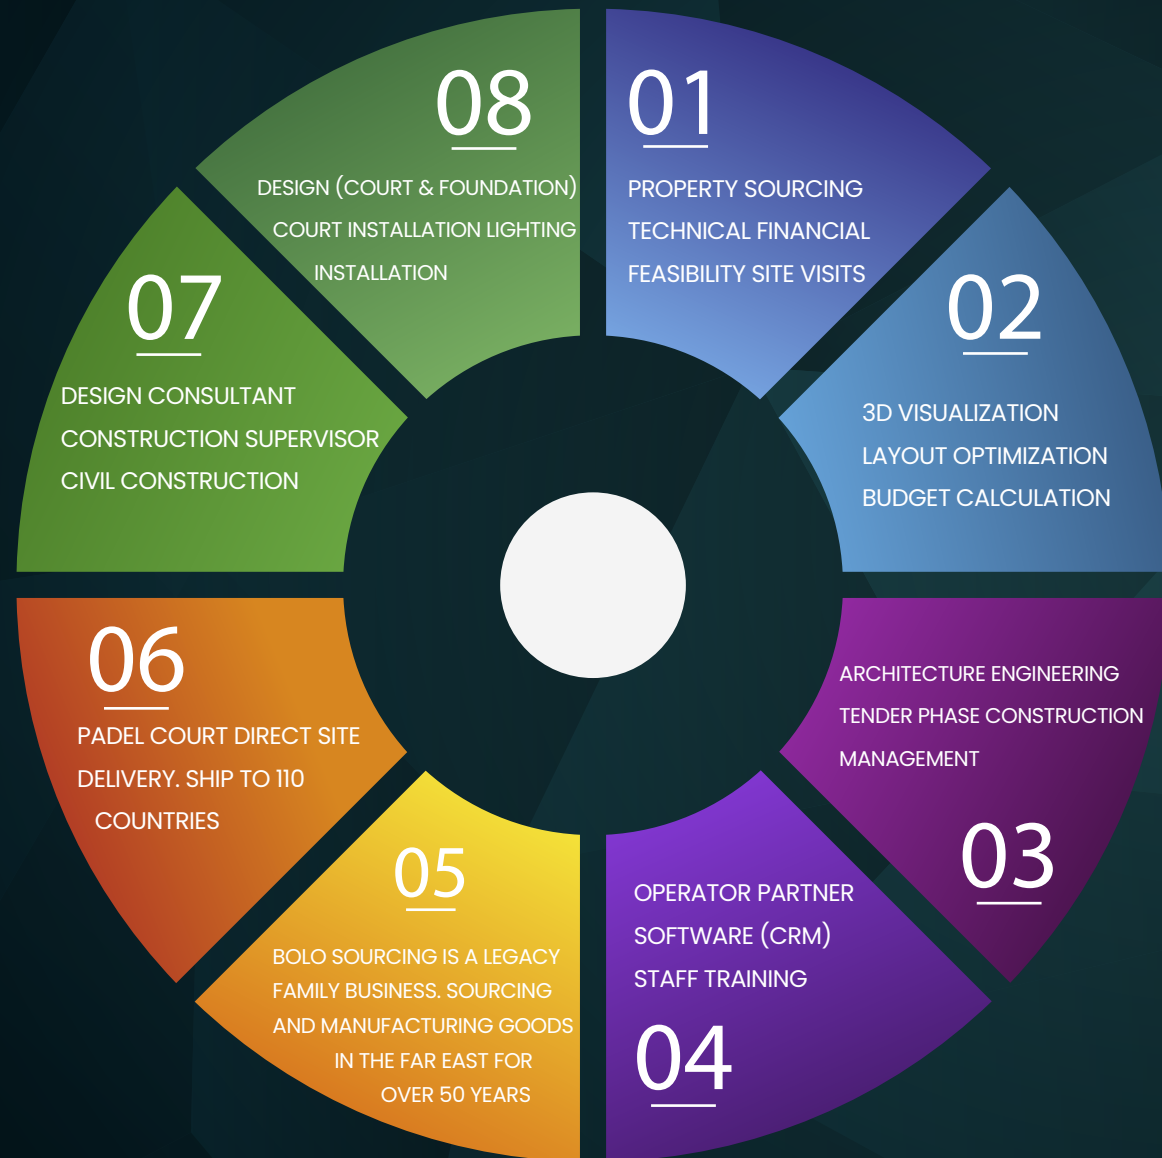 01
PROPERTY SOURCING
TECHNICAL FINANCIAL
FEASIBILITY SITE VISITS
02
3D VISUALIZATION
LAYOUT OPTIMIZATION
BUDGET CALCULATION
ARCHITECTURE ENGINEERING
TENDER PHASE CONSTRUCTION
MANAGEMENT
03
OPERATOR PARTNER
SOFTWARE (CRM)
STAFF TRAINING
04
05
BOLO SOURCING IS A LEGACY
FAMILY BUSINESS. SOURCING
AND MANUFACTURING GOODS
IN THE FAR EAST FOR
OVER 50 YEARS
06
PADEL COURT DIRECT SITE
DELIVERY. SHIP TO 110
COUNTRIES
07
DESIGN CONSULTANT
CONSTRUCTION SUPERVISOR
CIVIL CONSTRUCTION
08
DESIGN (COURT & FOUNDATION)
COURT INSTALLATION LIGHTING
INSTALLATION